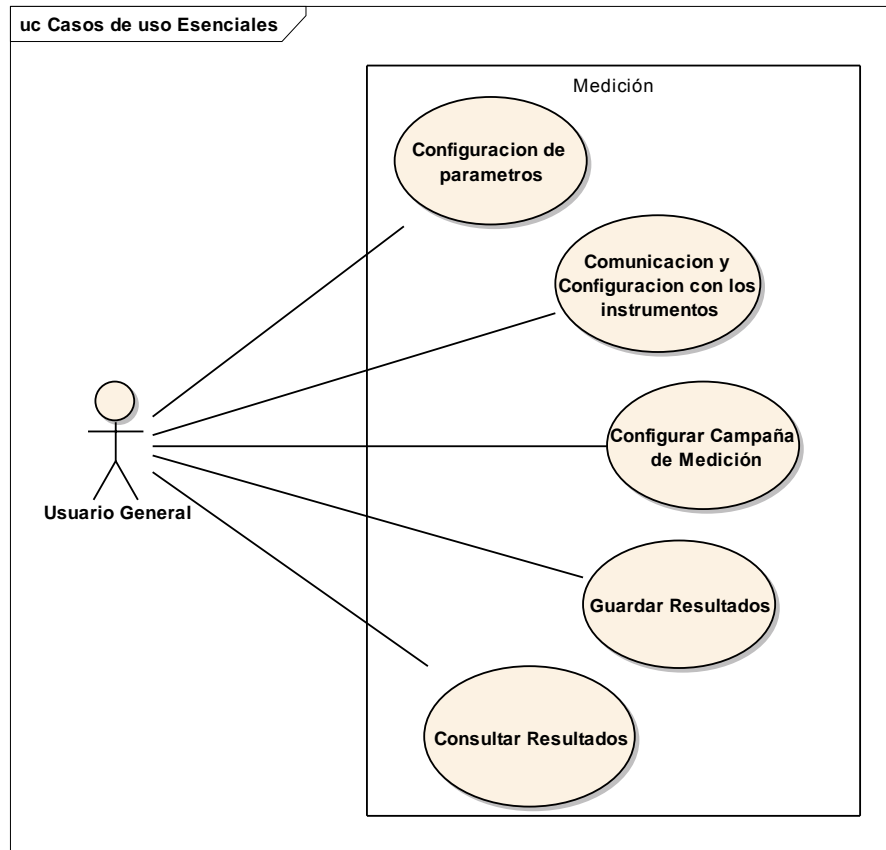 uc Casos de uso Esenciales
Medición
Configuracion de
parametros
Comunicacion y
Configuracion con los
instrumentos
Configurar Campaña
de Medición
Usuario General
Guardar Resultados
Consultar Resultados